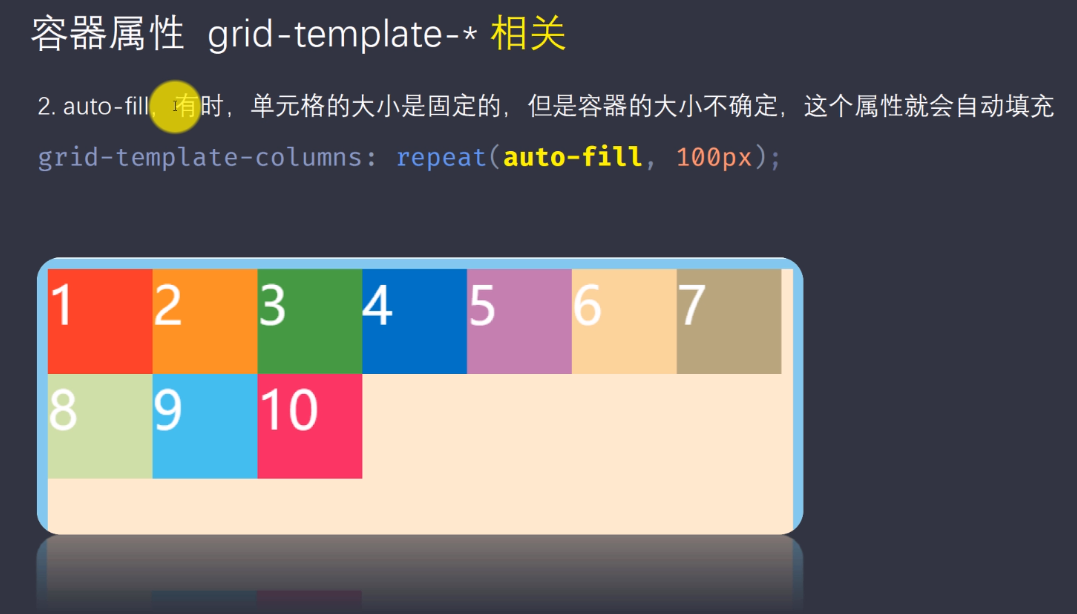 容器属性 grid-template-* 相关
2. auto-fill，有时，单元格的大小是固定的，但是容器的大小不确定，这个属性就会自动填充
grid-template-columns: repeat(auto-fill, 100px);
1 2 3 4 5 6 7
8 9 10